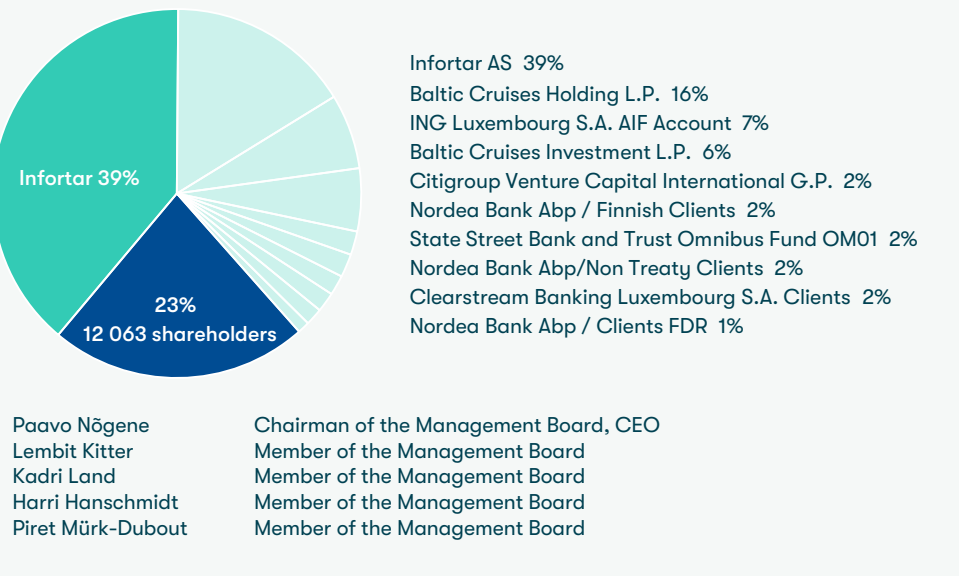 Infortar 39%
23%
12 063 shareholders
Infortar AS 39%
Baltic Cruises Holding L.P. 16%
ING Luxembourg S.A. AIF Account 7%
Baltic Cruises Investment L.P. 6%
Citigroup Venture Capital International G.P. 2%
Nordea Bank Abp / Finnish Clients 2%
State Street Bank and Trust Omnibus Fund OM01 2%
Nordea Bank Abp/Non Treaty Clients 2%
Clearstream Banking Luxembourg S.A. Clients 2%
Nordea Bank Abp / Clients FDR 1%
Paavo Nõgene Chairman of the Management Board, CEO
Lembit Kitter Member of the Management Board
Kadri Land Member of the Management Board
Harri Hanschmidt Member of the Management Board
Piret Mürk-Dubout Member of the Management Board